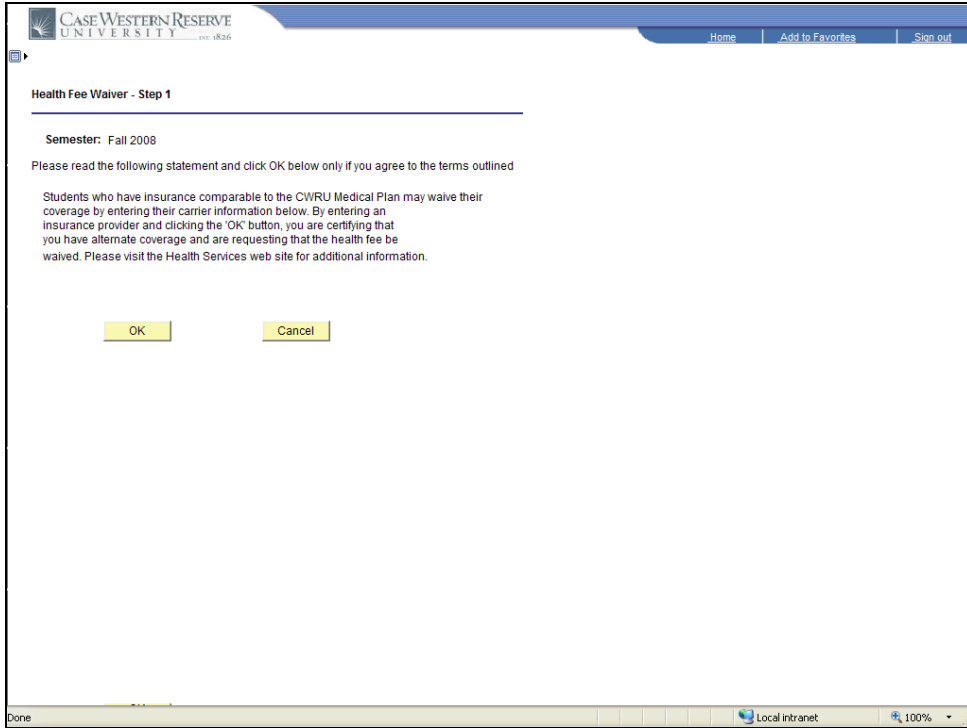 CASE WESTERN RESERVE
UNIVERSITY EST. 1826
Home Add to Favorites Sign out
Health Fee Waiver - Step 1
Semester: Fall 2008
Please read the following statement and click OK below only if you agree to the terms outlined
Students who have insurance comparable to the CWRU Medical Plan may waive their
coverage by entering their carrier information below. By entering an
insurance provider and clicking the 'OK' button, you are certifying that
you have alternate coverage and are requesting that the health fee be
waived. Please visit the Health Services web site for additional information.
OK Cancel
Done Local intranet 100%